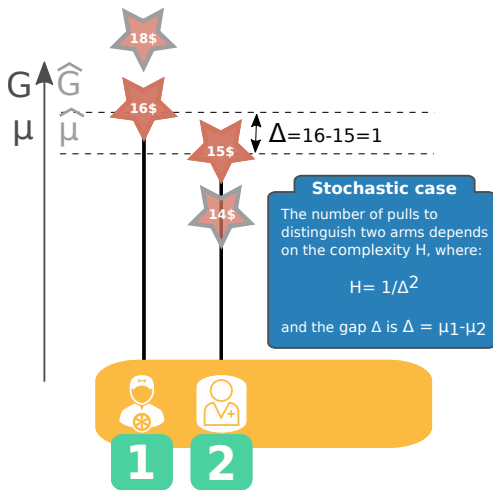 18$
G Ĝ
16$
μ μ̂
Δ=16-15=1
15$
14$
Stochastic case
The number of pulls to
distinguish two arms depends
on the complexity H, where:
H= 1/Δ²
and the gap Δ is Δ = μ₁-μ₂
1 2